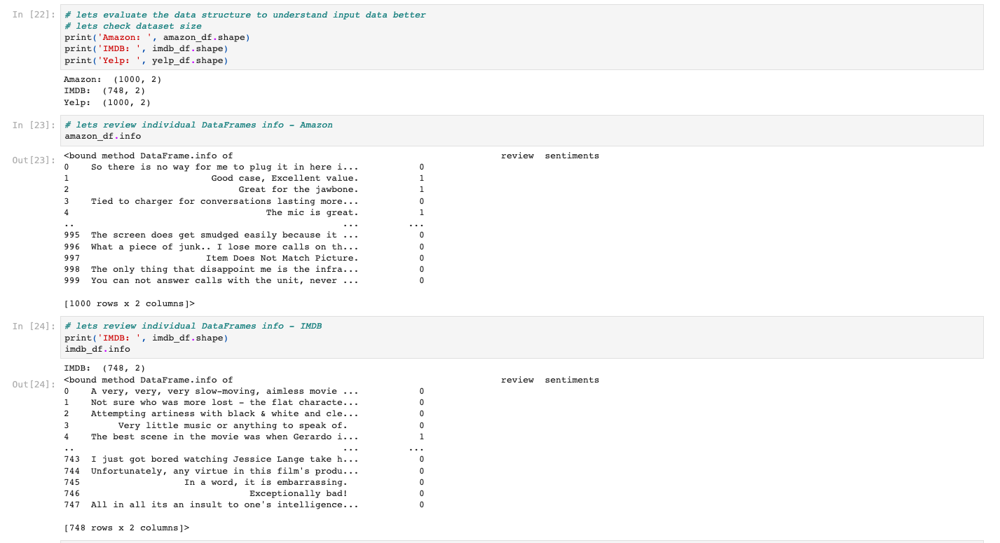 In [22]: # lets evaluate the data structure to understand input data better
# lets check dataset size
print('Amazon: ', amazon_df.shape)
print('IMDB: ', imdb_df.shape)
print('Yelp: ', yelp_df.shape)
Amazon:  (1000, 2)
IMDB:  (748, 2)
Yelp:  (1000, 2)
In [23]: # lets review individual DataFrames info - Amazon
amazon_df.info
Out[23]: <bound method DataFrame.info of                                                  review  sentiments
0    So there is no way for me to plug it in here i...           0
1                           Good case, Excellent value.           1
2                                Great for the jawbone.           1
3    Tied to charger for conversations lasting more...           0
4                                     The mic is great.           1
..                                                 ...         ...
995  The screen does get smudged easily because it ...           0
996  What a piece of junk.. I lose more calls on th...           0
997                       Item Does Not Match Picture.           0
998  The only thing that disappoint me is the infra...           0
999  You can not answer calls with the unit, never ...           0
[1000 rows x 2 columns]>
In [24]: # lets review individual DataFrames info - IMDB
print('IMDB: ', imdb_df.shape)
imdb_df.info
IMDB:  (748, 2)
Out[24]: <bound method DataFrame.info of                                                  review  sentiments
0    A very, very, very slow-moving, aimless movie ...           0
1    Not sure who was more lost - the flat characte...           0
2    Attempting artiness with black & white and cle...           0
3         Very little music or anything to speak of.             0
4    The best scene in the movie was when Gerardo i...           1
..                                                 ...         ...
743  I just got bored watching Jessice Lange take h...           0
744  Unfortunately, any virtue in this film's produ...           0
745                     In a word, it is embarrassing.             0
746                                 Exceptionally bad!             0
747  All in all its an insult to one's intelligence...           0
[748 rows x 2 columns]>